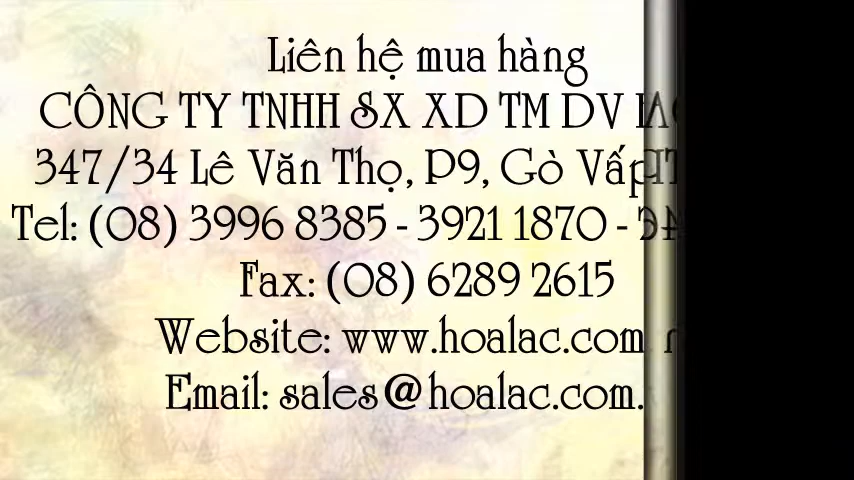 Liên hệ mua hàng
CÔNG TY TNHH SX XD TM DV
347/34 Lê Văn Thọ, P9, Gò Vấp
Tel: (08) 3996 8385 - 3921 1870 -
Fax: (08) 6289 2615
Website: www.hoalac.com
Email: sales@hoalac.com.